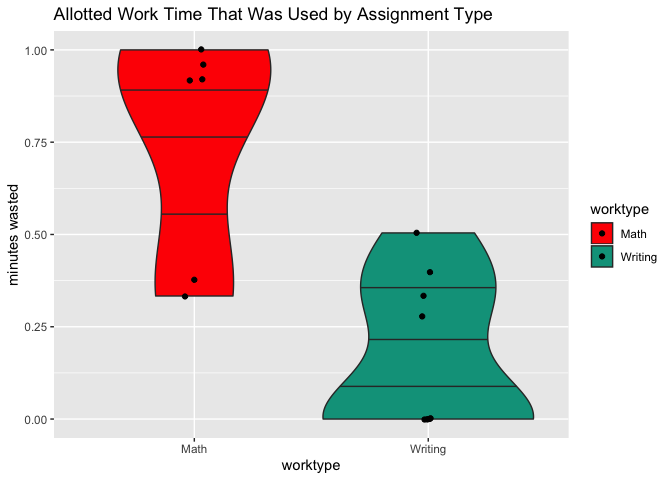 Allotted Work Time That Was Used by Assignment Type
1.00
0.75
0.50
0.25
0.00
minutes wasted
Math
Writing
worktype
worktype
Math
Writing